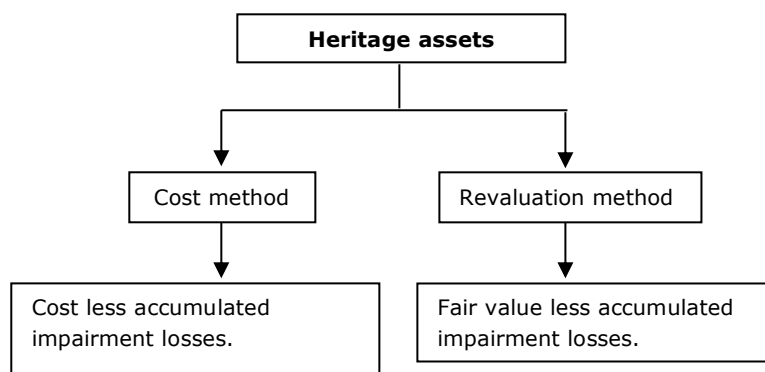 Heritage assets
Cost method
Revaluation method
Cost less accumulated
impairment losses.
Fair value less accumulated
impairment losses.